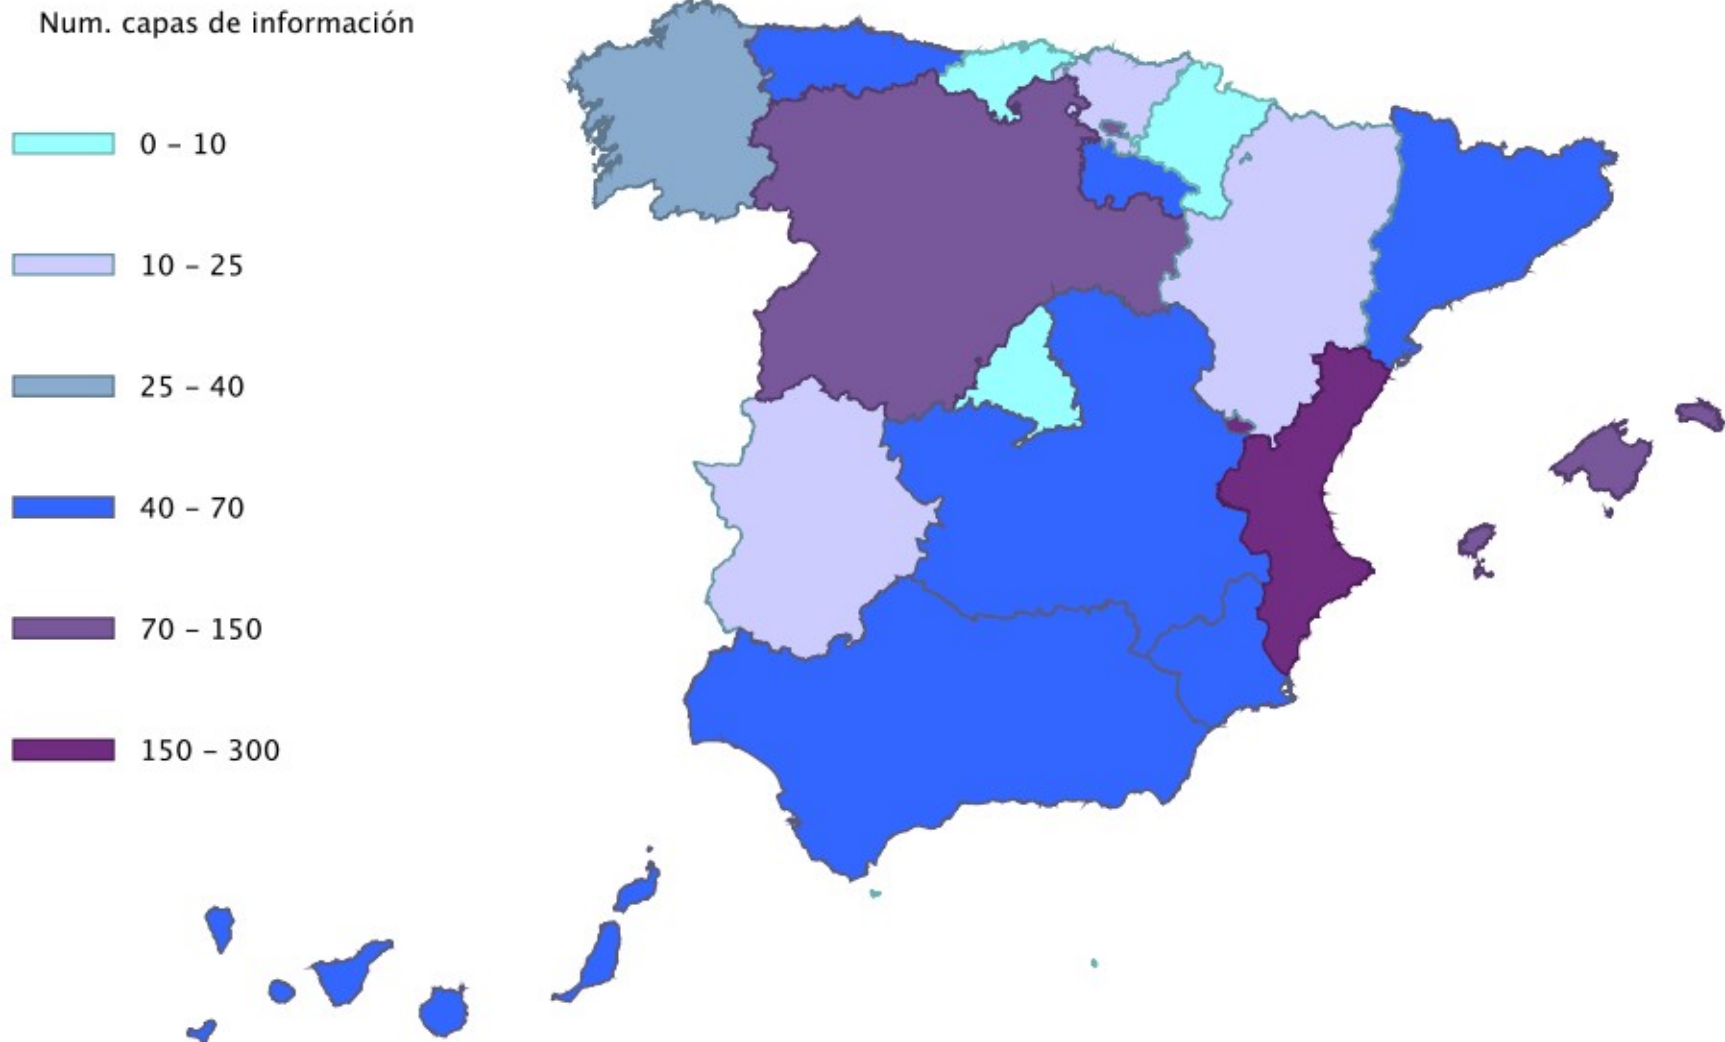 Num. capas de información
0 – 10
10 – 25
25 – 40
40 – 70
70 – 150
150 – 300